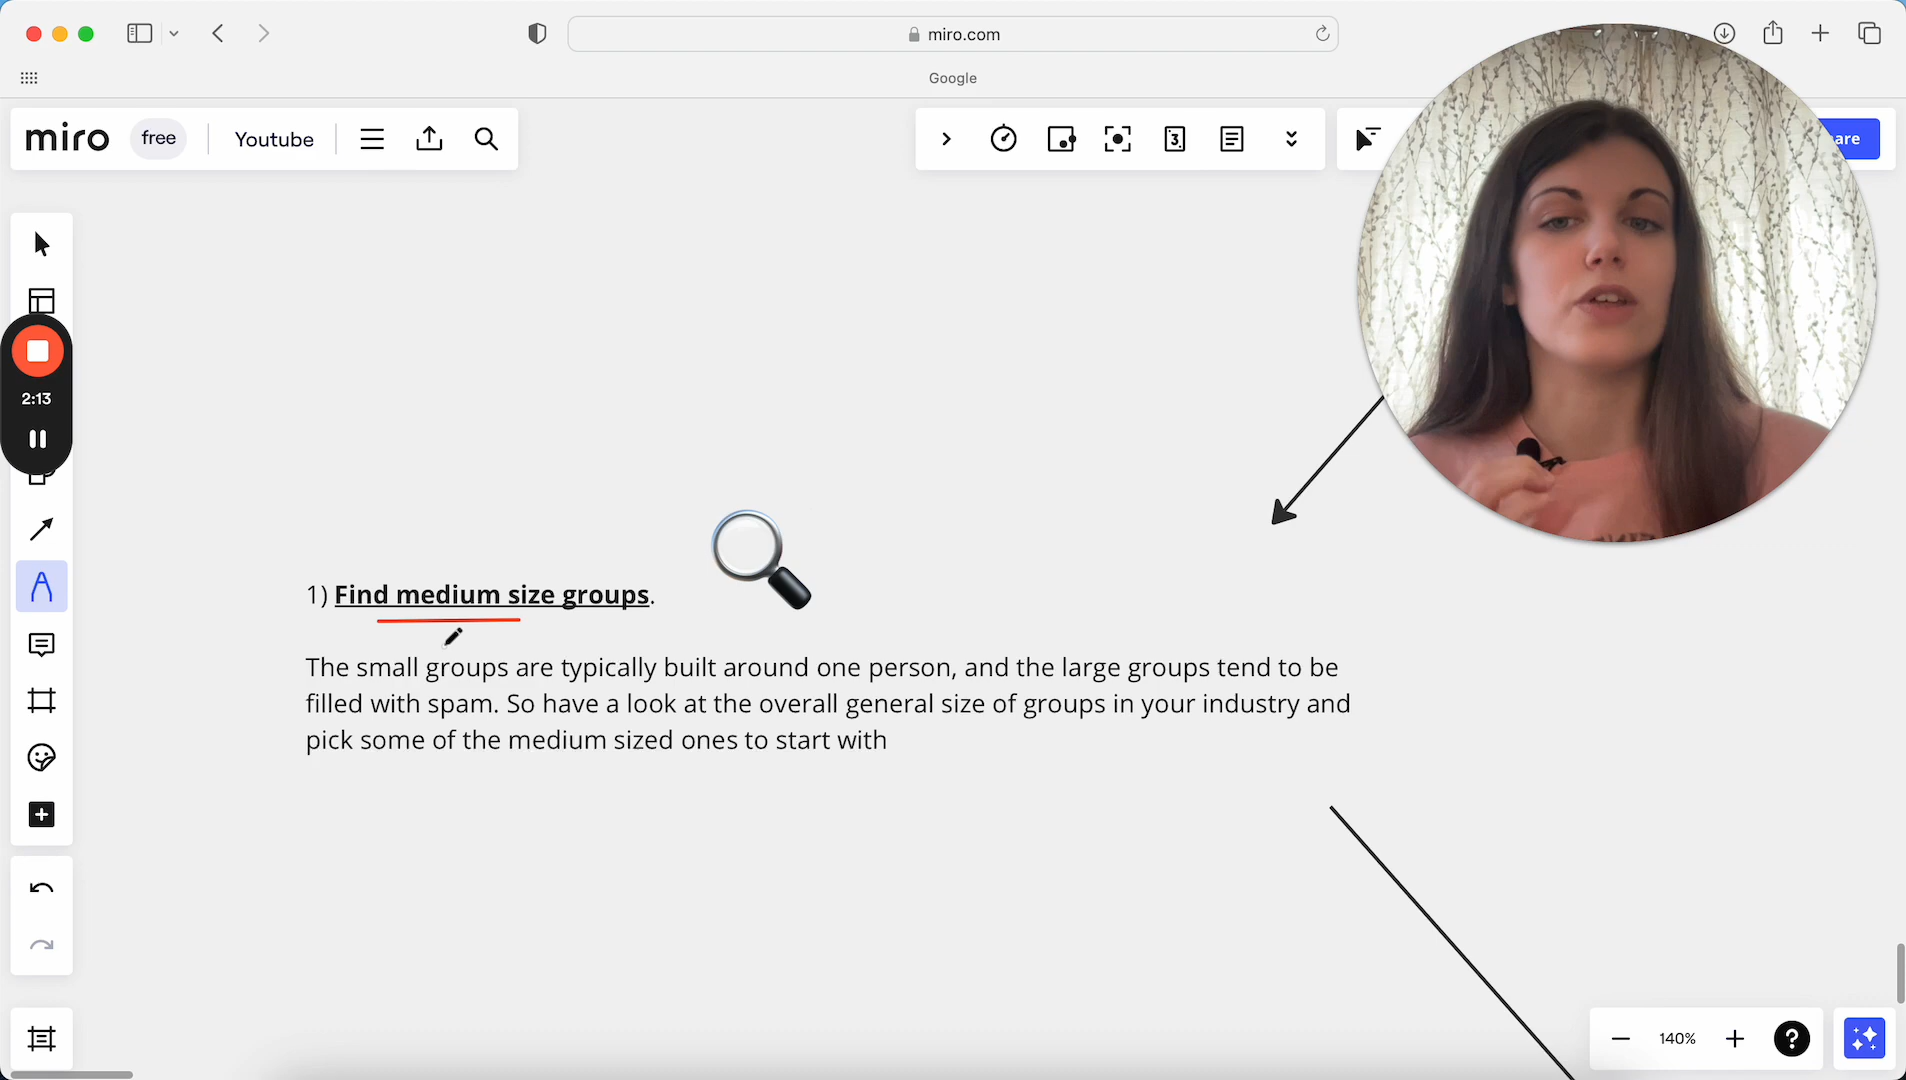 miro.com
Google
miro free Youtube
are
2:13
1) Find medium size groups.
The small groups are typically built around one person, and the large groups tend to be
filled with spam. So have a look at the overall general size of groups in your industry and
pick some of the medium sized ones to start with
140%